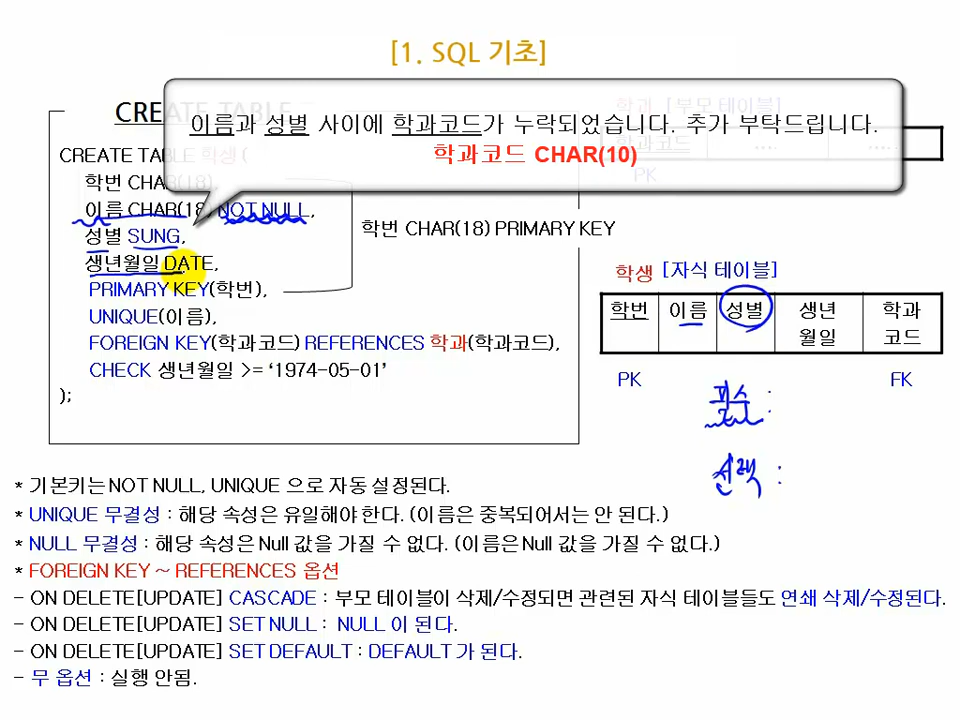 [1. SQL 기초]
CREATE TABLE
이름과 성별 사이에 학과코드가 누락되었습니다. 추가 부탁드립니다.
학과코드 CHAR(10)
학과 [부모 테이블]
학과코드 .... ....
PK
CREATE TABLE 학생 (
학번 CHAR(18),
이름 CHAR(18) NOT NULL,
성별 SUNG,
생년월일 DATE,
PRIMARY KEY(학번),
UNIQUE(이름),
FOREIGN KEY(학과코드) REFERENCES 학과(학과코드),
CHECK 생년월일 >= ‘1974-05-01’
);
학번 CHAR(18) PRIMARY KEY
학생 [자식 테이블]
학번 이름 성별 생년월일 학과코드
PK FK
필수 :
선택 :
* 기본키는 NOT NULL, UNIQUE 으로 자동 설정된다.
* UNIQUE 무결성 : 해당 속성은 유일해야 한다. (이름은 중복되어서는 안 된다.)
* NULL 무결성 : 해당 속성은 Null 값을 가질 수 없다. (이름은 Null 값을 가질 수 없다.)
* FOREIGN KEY ~ REFERENCES 옵션
- ON DELETE[UPDATE] CASCADE : 부모 테이블이 삭제/수정되면 관련된 자식 테이블들도 연쇄 삭제/수정된다.
- ON DELETE[UPDATE] SET NULL : NULL 이 된다.
- ON DELETE[UPDATE] SET DEFAULT : DEFAULT 가 된다.
- 무 옵션 : 실행 안됨.